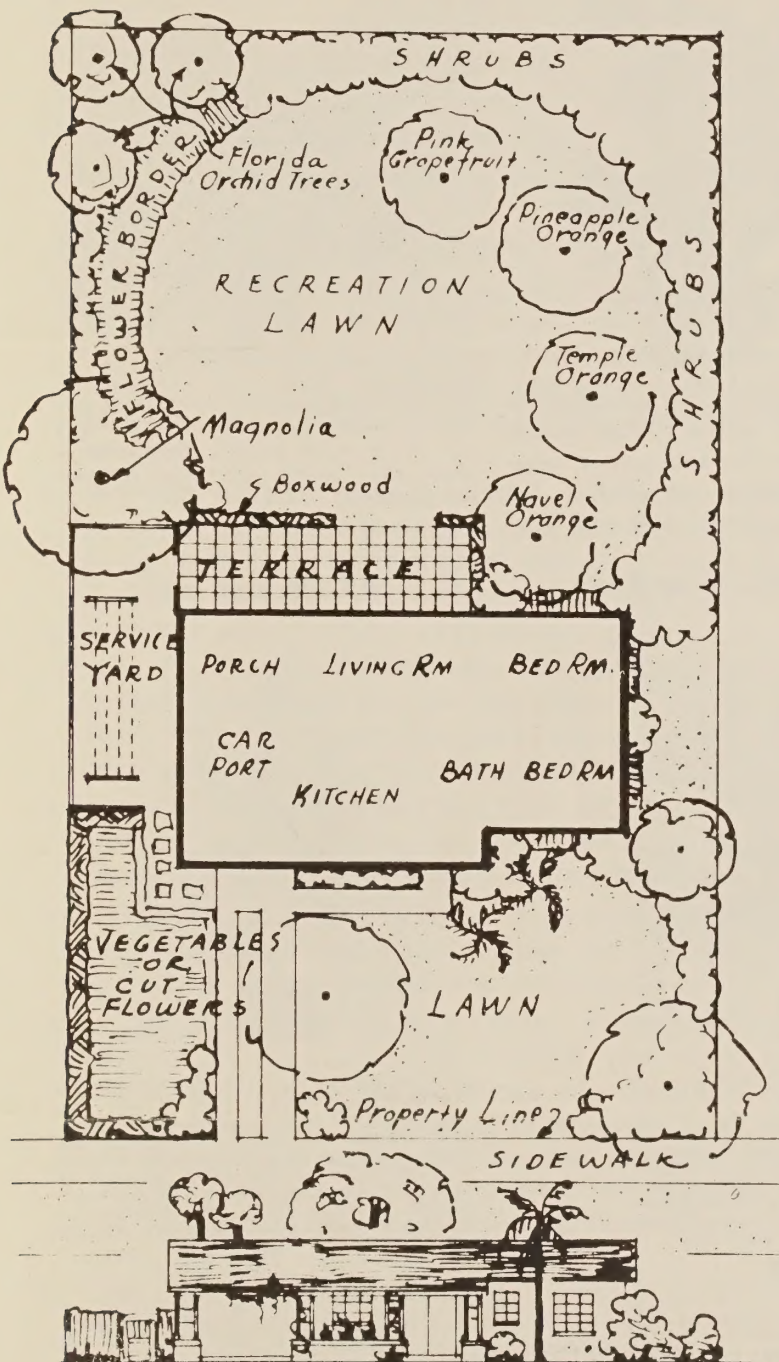 SHRUBS
FLOWER BORDER
Florida
Orchid Trees
Pink
Grapefruit
Pineapple
Orange
SHRUBS
RECREATION
LAWN
Temple
Orange
Magnolia
Boxwood
Navel
Orange
TERRACE
SERVICE
YARD
PORCH
LIVING RM
BED RM.
CAR
PORT
KITCHEN
BATH
BED RM
VEGETABLES
OR
CUT
FLOWERS
LAWN
Property Line
SIDEWALK